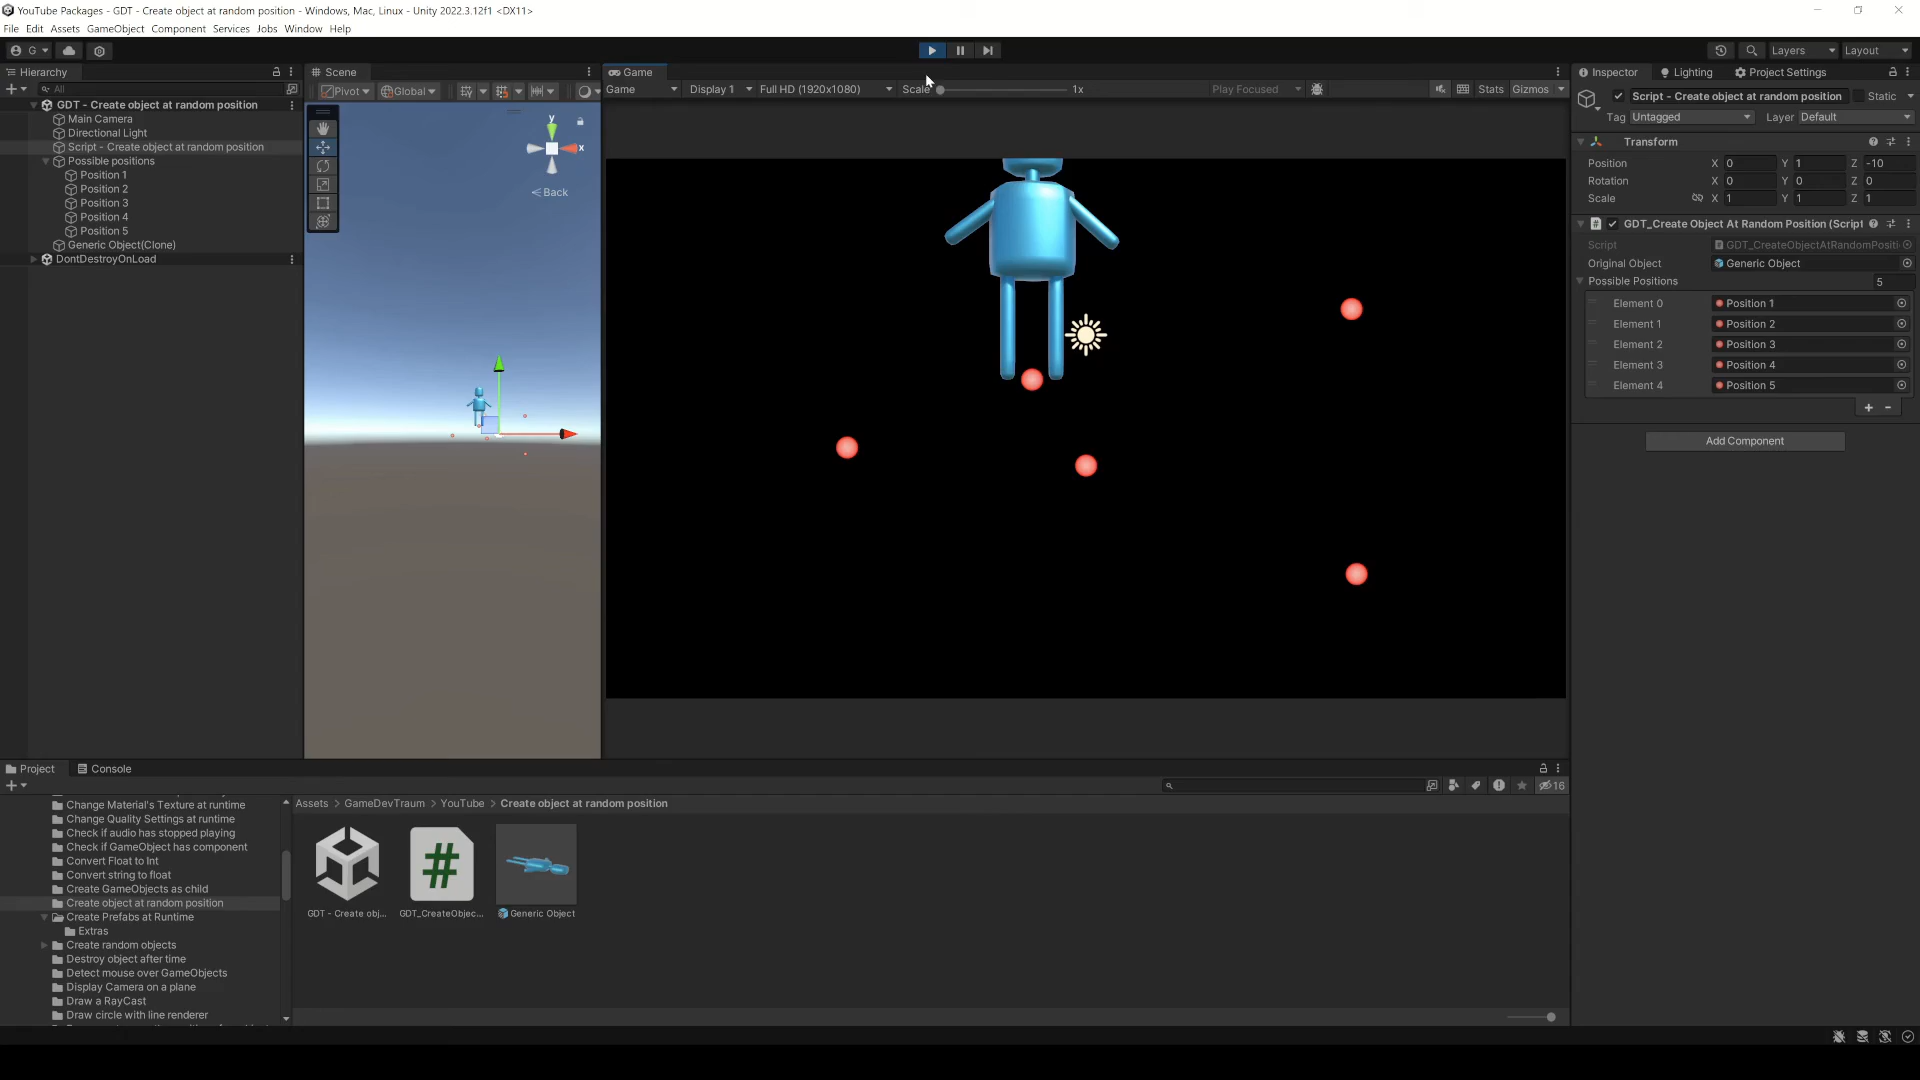 YouTube Packages - GDT - Create object at random position - Windows, Mac, Linux - Unity 2022.3.12f1 <DX11>
File Edit Assets GameObject Component Services Jobs Window Help
G
Layers
Layout
Hierarchy
All
GDT - Create object at random position
Main Camera
Directional Light
Script - Create object at random position
Possible positions
Position 1
Position 2
Position 3
Position 4
Position 5
Generic Object(Clone)
DontDestroyOnLoad
Scene
Pivot
Global
y
x
Back
Game
Game
Display 1
Full HD (1920x1080)
Scale
1x
Play Focused
Stats
Gizmos
Inspector
Lighting
Project Settings
Script - Create object at random position
Static
Tag Untagged
Layer Default
Transform
Position X 0 Y 1 Z -10
Rotation X 0 Y 0 Z 0
Scale X 1 Y 1 Z 1
GDT_Create Object At Random Position (Script
Script GDT_CreateObjectAtRandomPositi
Original Object Generic Object
Possible Positions 5
Element 0 Position 1
Element 1 Position 2
Element 2 Position 3
Element 3 Position 4
Element 4 Position 5
Add Component
Project
Console
16
Change Material's Texture at runtime
Change Quality Settings at runtime
Check if audio has stopped playing
Check if GameObject has component
Convert Float to Int
Convert string to float
Create GameObjects as child
Create object at random position
Create Prefabs at Runtime
Extras
Create random objects
Destroy object after time
Detect mouse over GameObjects
Display Camera on a plane
Draw a RayCast
Draw circle with line renderer
Assets > GameDevTraum > YouTube > Create object at random position
GDT - Create obj...
GDT_CreateObjec...
Generic Object